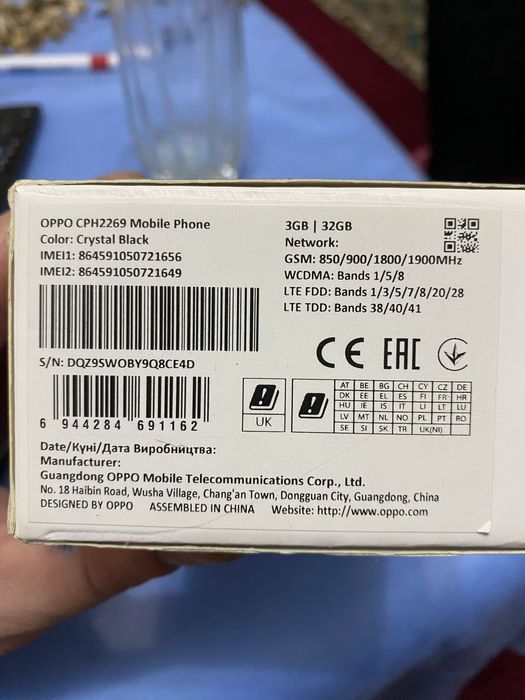 OPPO CPH2269 Mobile Phone
Color: Crystal Black
IMEI1: 864591050721656
IMEI2: 864591050721649
S/N: DQZ9SWOBY9Q8CE4D
6 944284 691162
3GB | 32GB
Network:
GSM: 850/900/1800/1900MHz
WCDMA: Bands 1/5/8
LTE FDD: Bands 1/3/5/7/8/20/28
LTE TDD: Bands 38/40/41
CE EAC
UK
AT BE BG CH CY CZ DE
DK EE EL ES FI FR HR
HU IE IS IT LI LT LU
LV MT NL NO PL PT RO
SE SI SK TR UK(NI)
Date/Күні/Дата Виробництва:
Manufacturer:
Guangdong OPPO Mobile Telecommunications Corp., Ltd.
No. 18 Haibin Road, Wusha Village, Chang'an Town, Dongguan City, Guangdong, China
DESIGNED BY OPPO ASSEMBLED IN CHINA Website: http://www.oppo.com